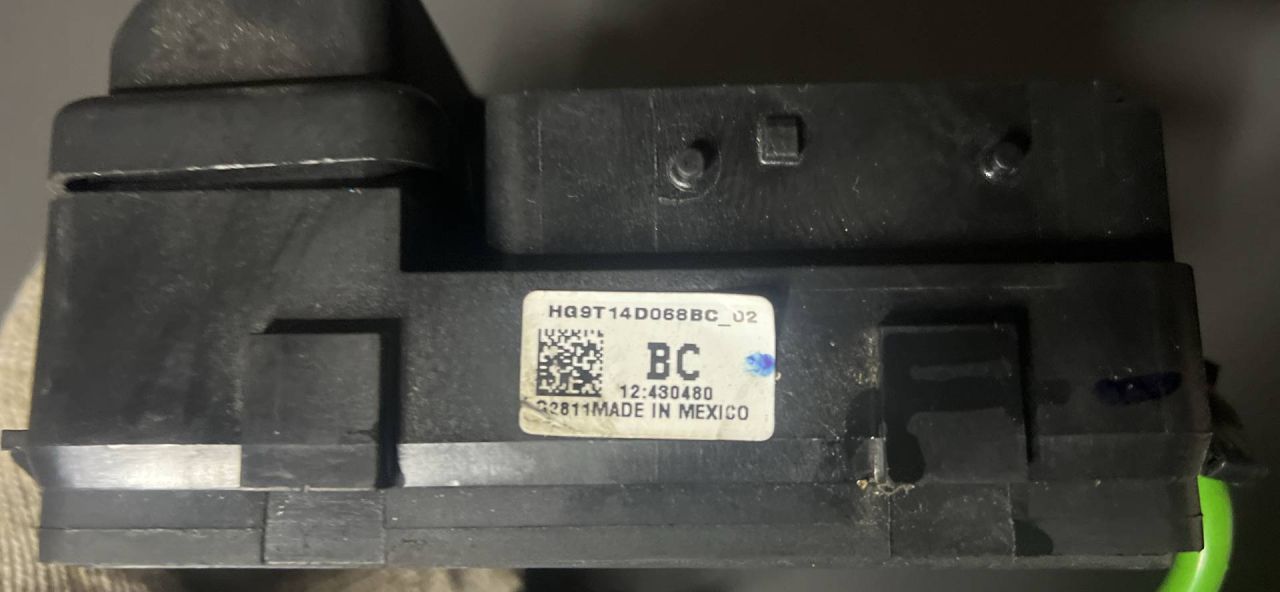 HG9T14D068BC_02
BC
12:430480
G2811MADE IN MEXICO